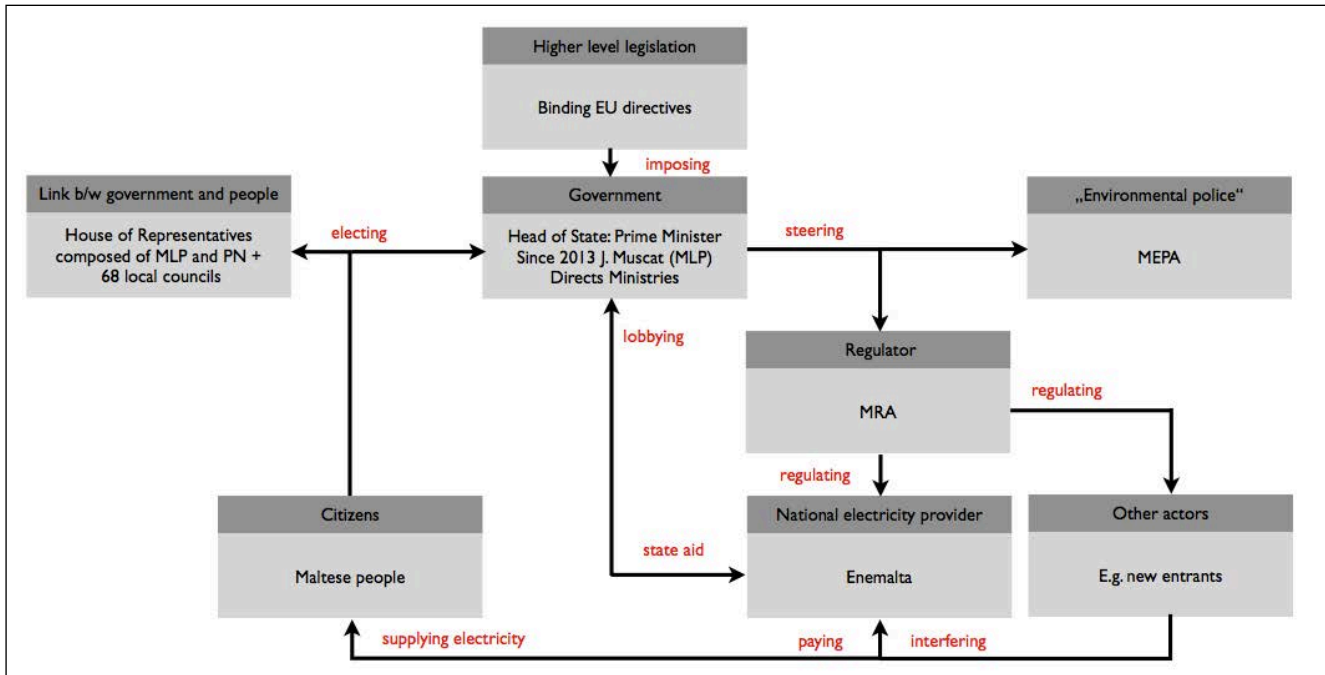 Higher level legislation
Binding EU directives
imposing
Link b/w government and people
House of Representatives
composed of MLP and PN +
68 local councils
electing
Government
Head of State: Prime Minister
Since 2013 J. Muscat (MLP)
Directs Ministries
steering
„Environmental police“
MEPA
lobbying
Regulator
MRA
regulating
regulating
Citizens
Maltese people
state aid
National electricity provider
Enemalta
Other actors
E.g. new entrants
supplying electricity
paying
interfering